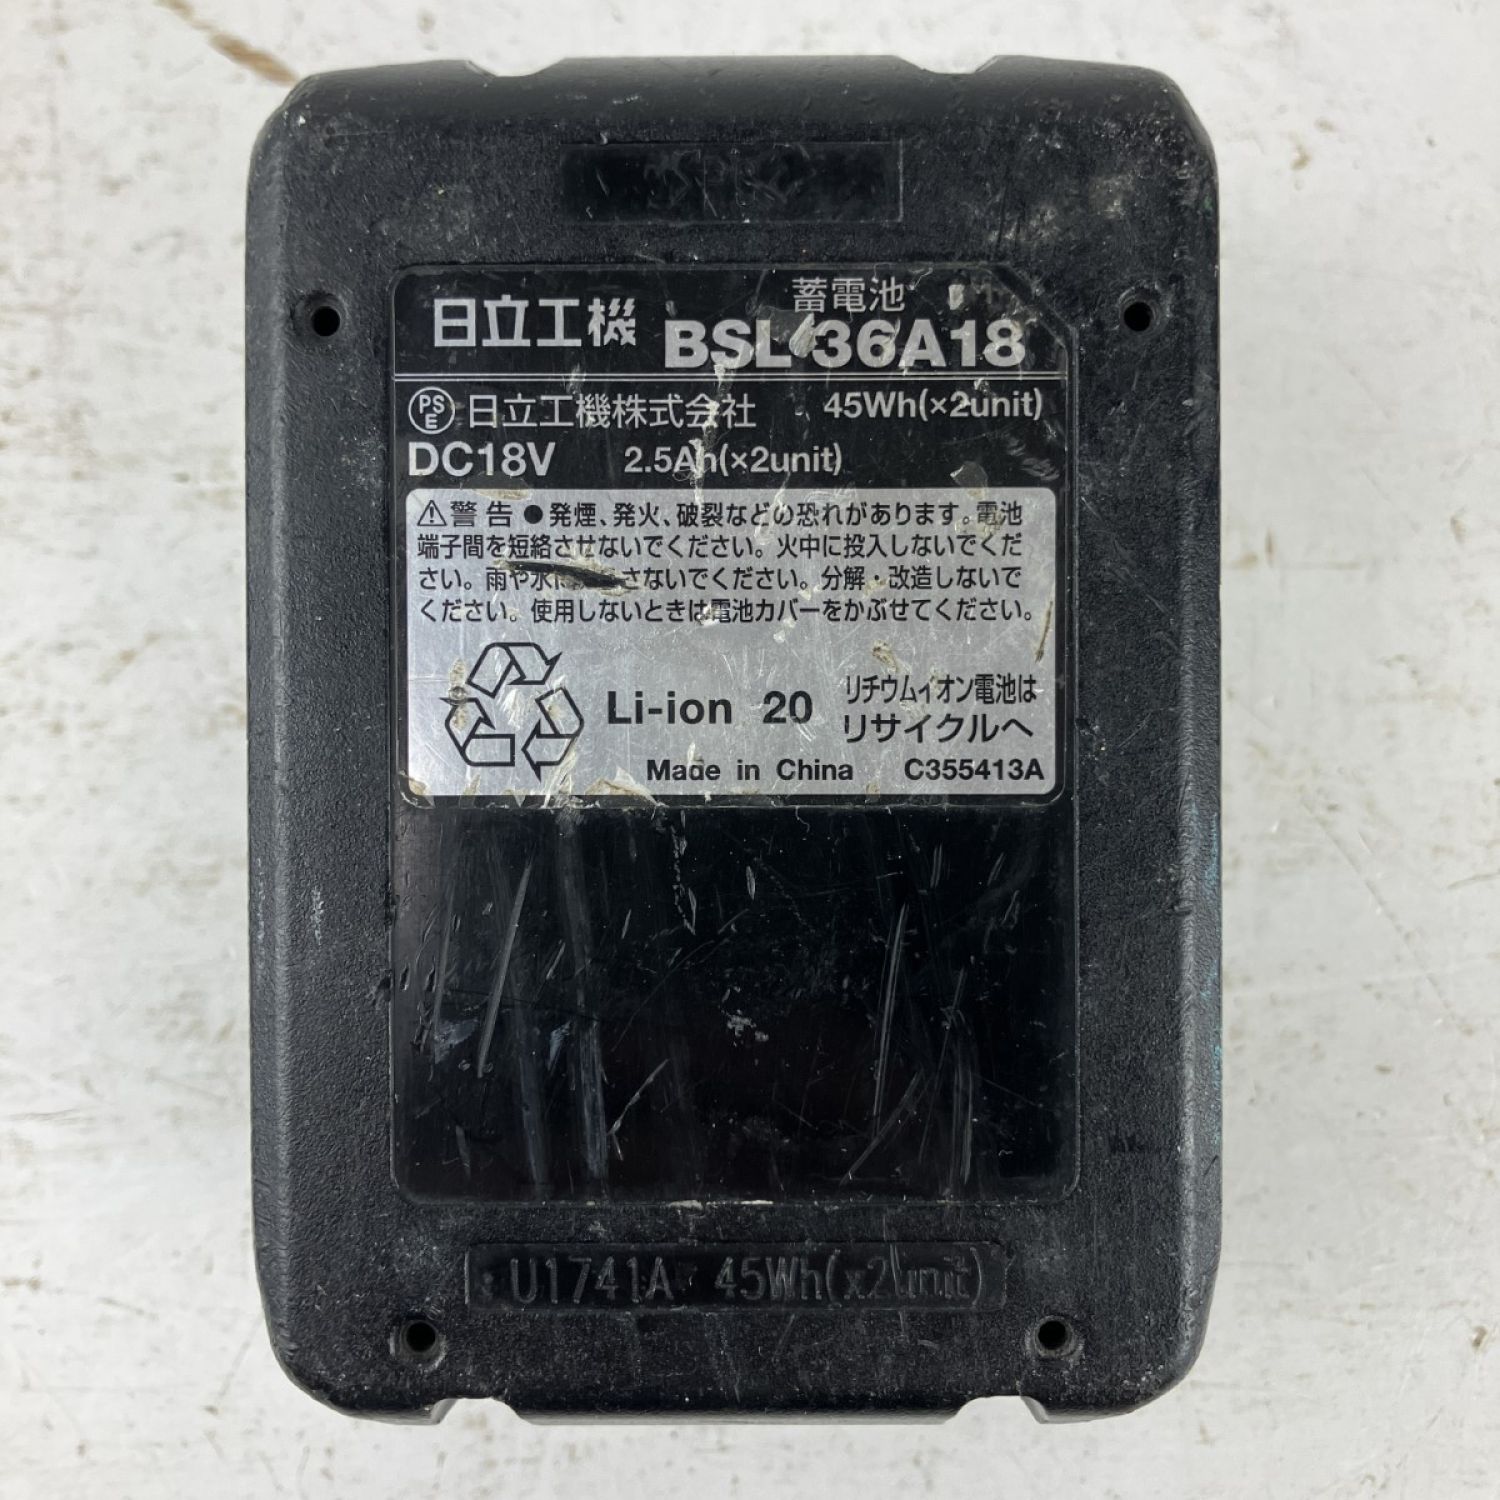 日立工機 蓄電池
BSL 36A18
PSE 日立工機株式会社 45Wh(×2unit)
DC18V 2.5Ah(×2unit)
⚠警告 ●発煙、発火、破裂などの恐れがあります。電池
端子間を短絡させないでください。火中に投入しないでくだ
さい。雨や水にさないでください。分解・改造しないで
ください。使用しないときは電池カバーをかぶせてください。
Li-ion 20 リチウムイオン電池は
リサイクルへ
Made in China C355413A
U1741A 45Wh(x2unit)